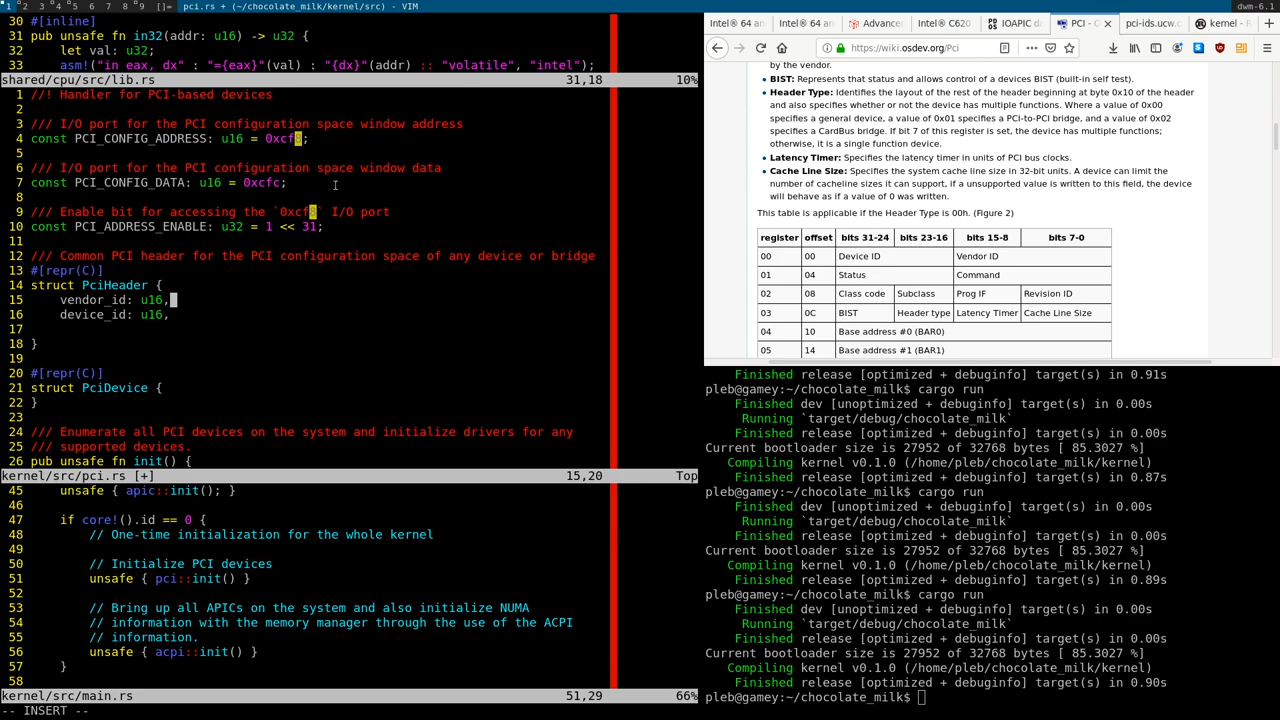 1 2 3 4 5 6 7 8 9 []= pci.rs + (~/chocolate_milk/kernel/src) - VIM dwm-6.1
30 #[inline]
31 pub unsafe fn in32(addr: u16) -> u32 {
32     let val: u32;
33     asm!("in eax, dx" : "={eax}"(val) : "{dx}"(addr) :: "volatile", "intel");
shared/cpu/src/lib.rs 31,18 10%
1 //! Handler for PCI-based devices
2
3 /// I/O port for the PCI configuration space window address
4 const PCI_CONFIG_ADDRESS: u16 = 0xcf8;
5
6 /// I/O port for the PCI configuration space window data
7 const PCI_CONFIG_DATA: u16 = 0xcfc;
8
9 /// Enable bit for accessing the `0xcf8` I/O port
10 const PCI_ADDRESS_ENABLE: u32 = 1 << 31;
11
12 /// Common PCI header for the PCI configuration space of any device or bridge
13 #[repr(C)]
14 struct PciHeader {
15     vendor_id: u16,
16     device_id: u16,
17
18 }
19
20 #[repr(C)]
21 struct PciDevice {
22 }
23
24 /// Enumerate all PCI devices on the system and initialize drivers for any
25 /// supported devices.
26 pub unsafe fn init() {
kernel/src/pci.rs [+] 15,20 Top
45     unsafe { apic::init(); }
46
47     if core!().id == 0 {
48         // One-time initialization for the whole kernel
49
50         // Initialize PCI devices
51         unsafe { pci::init() }
52
53         // Bring up all APICs on the system and also initialize NUMA
54         // information with the memory manager through the use of the ACPI
55         // information.
56         unsafe { acpi::init() }
57     }
58
kernel/src/main.rs 51,29 66%
-- INSERT --
Intel® 64 an Intel® 64 an Advance Intel® C620 IOAPIC dr PCI - C pci-ids.ucw.c kernel - R
https://wiki.osdev.org/Pci
by the vendor.
BIST: Represents that status and allows control of a devices BIST (built-in self test).
Header Type: Identifies the layout of the rest of the header beginning at byte 0x10 of the header
and also specifies whether or not the device has multiple functions. Where a value of 0x00
specifies a general device, a value of 0x01 specifies a PCI-to-PCI bridge, and a value of 0x02
specifies a CardBus bridge. If bit 7 of this register is set, the device has multiple functions;
otherwise, it is a single function device.
Latency Timer: Specifies the latency timer in units of PCI bus clocks.
Cache Line Size: Specifies the system cache line size in 32-bit units. A device can limit the
number of cacheline sizes it can support, if a unsupported value is written to this field, the device
will behave as if a value of 0 was written.
This table is applicable if the Header Type is 00h. (Figure 2)
register offset bits 31-24 bits 23-16 bits 15-8 bits 7-0
00 00 Device ID Vendor ID
01 04 Status Command
02 08 Class code Subclass Prog IF Revision ID
03 0C BIST Header type Latency Timer Cache Line Size
04 10 Base address #0 (BAR0)
05 14 Base address #1 (BAR1)
Finished release [optimized + debuginfo] target(s) in 0.91s
pleb@gamey:~/chocolate_milk$ cargo run
Finished dev [unoptimized + debuginfo] target(s) in 0.00s
Running `target/debug/chocolate_milk`
Finished release [optimized + debuginfo] target(s) in 0.00s
Current bootloader size is 27952 of 32768 bytes [ 85.3027 %]
Compiling kernel v0.1.0 (/home/pleb/chocolate_milk/kernel)
Finished release [optimized + debuginfo] target(s) in 0.87s
pleb@gamey:~/chocolate_milk$ cargo run
Finished dev [unoptimized + debuginfo] target(s) in 0.00s
Running `target/debug/chocolate_milk`
Finished release [optimized + debuginfo] target(s) in 0.00s
Current bootloader size is 27952 of 32768 bytes [ 85.3027 %]
Compiling kernel v0.1.0 (/home/pleb/chocolate_milk/kernel)
Finished release [optimized + debuginfo] target(s) in 0.89s
pleb@gamey:~/chocolate_milk$ cargo run
Finished dev [unoptimized + debuginfo] target(s) in 0.00s
Running `target/debug/chocolate_milk`
Finished release [optimized + debuginfo] target(s) in 0.00s
Current bootloader size is 27952 of 32768 bytes [ 85.3027 %]
Compiling kernel v0.1.0 (/home/pleb/chocolate_milk/kernel)
Finished release [optimized + debuginfo] target(s) in 0.90s
pleb@gamey:~/chocolate_milk$